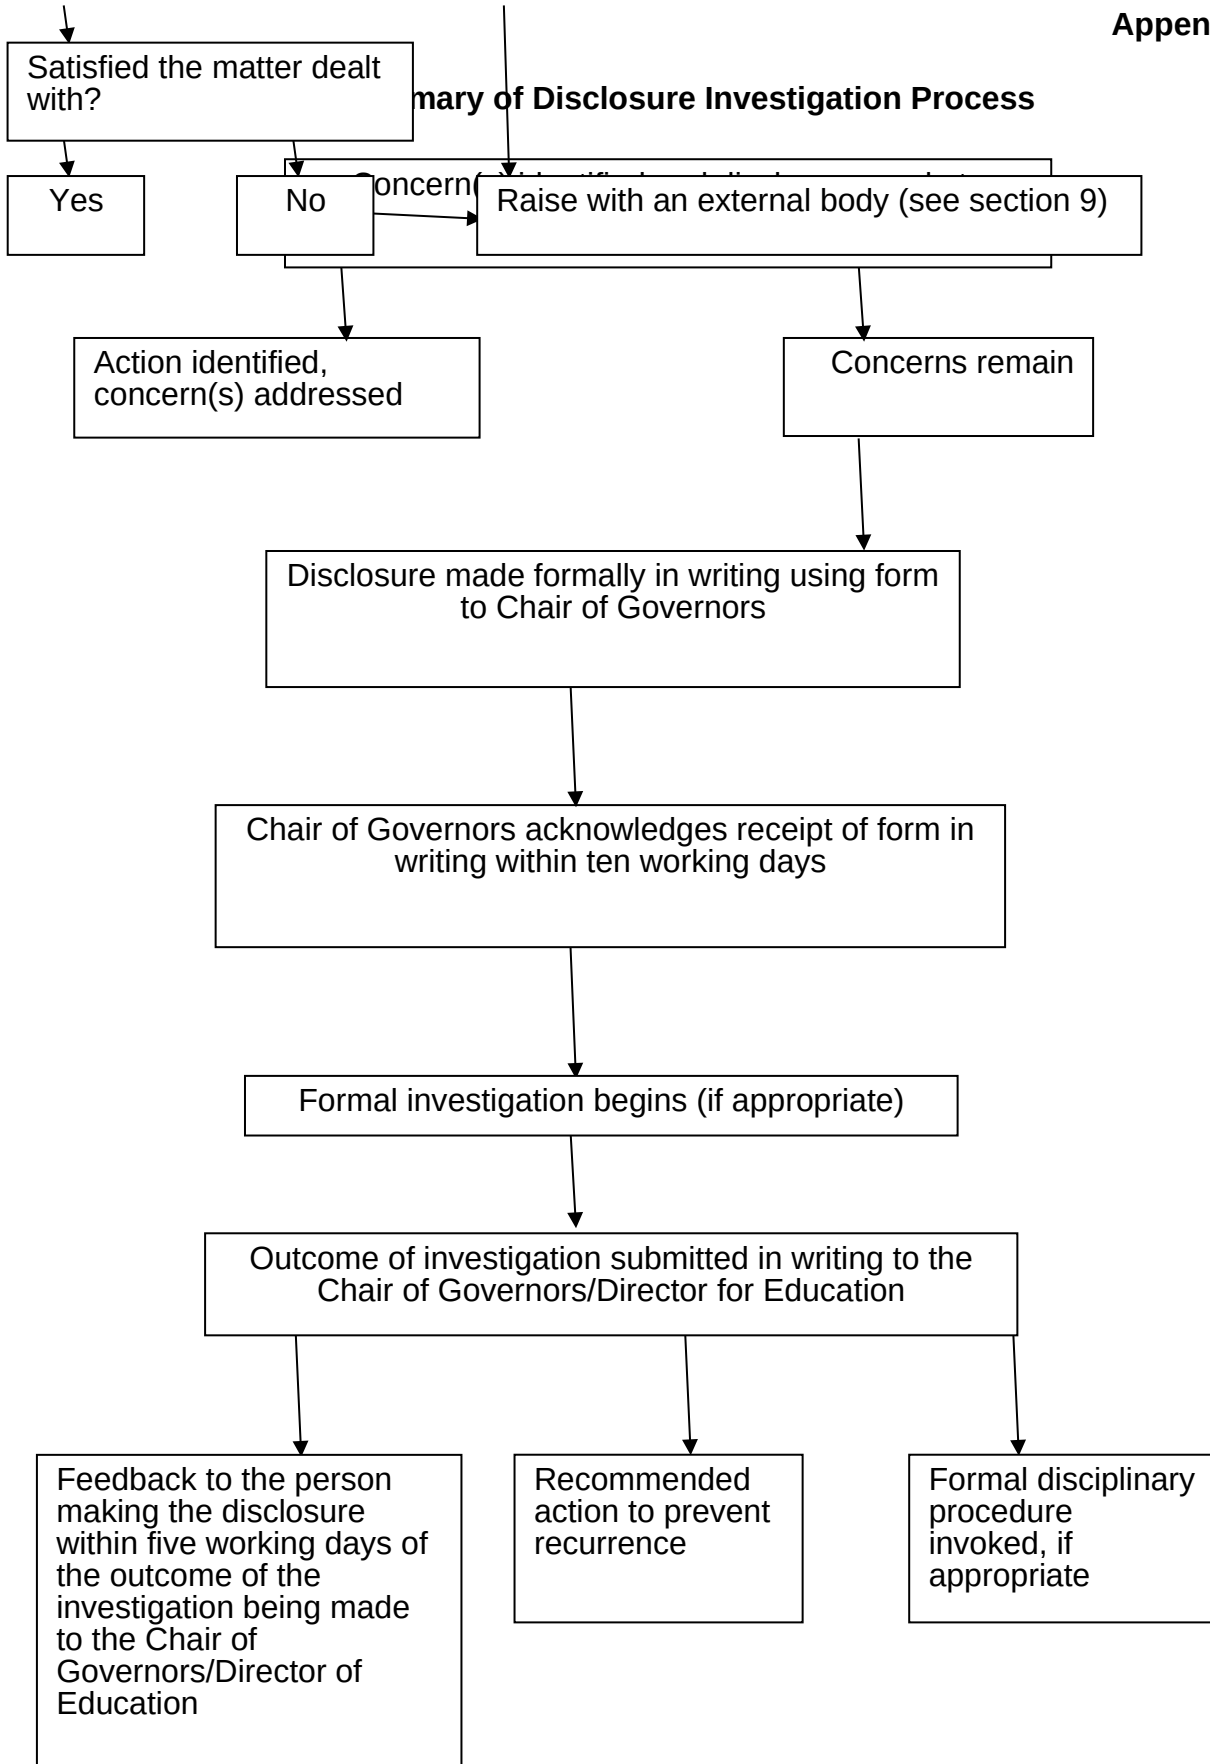 Appen
Satisfied the matter dealt
with?
mary of Disclosure Investigation Process
Yes
No
Raise with an external body (see section 9)
Action identified,
concern(s) addressed
Concerns remain
Disclosure made formally in writing using form
to Chair of Governors
Chair of Governors acknowledges receipt of form in
writing within ten working days
Formal investigation begins (if appropriate)
Outcome of investigation submitted in writing to the
Chair of Governors/Director for Education
Feedback to the person
making the disclosure
within five working days of
the outcome of the
investigation being made
to the Chair of
Governors/Director of
Education
Recommended
action to prevent
recurrence
Formal disciplinary
procedure
invoked, if
appropriate